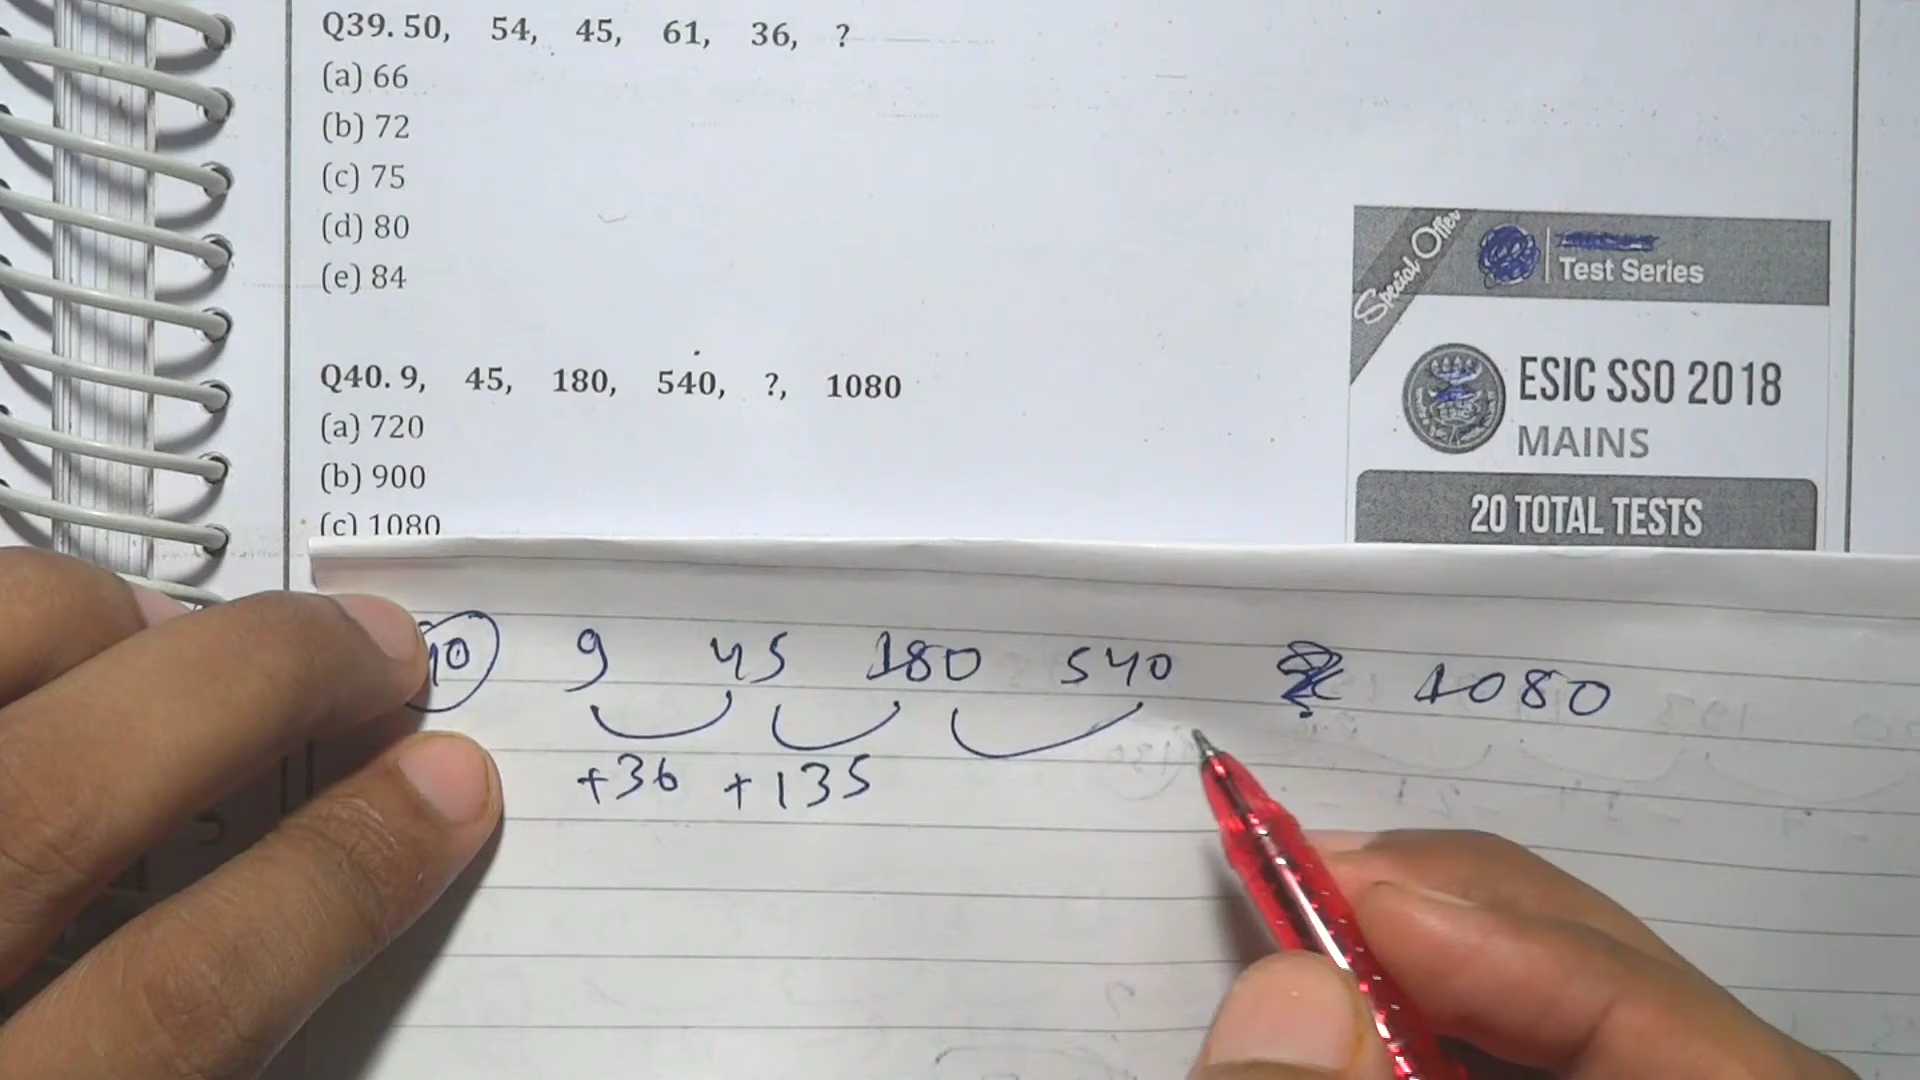 Q39. 50, 54, 45, 61, 36, ?
(a) 66
(b) 72
(c) 75
(d) 80
(e) 84
Q40. 9, 45, 180, 540, ?, 1080
(a) 720
(b) 900
(c) 1080
Special Offer
Test Series
ESIC SSO 2018
MAINS
20 TOTAL TESTS
40 9 45 180 540 ? 1080
+36 +135